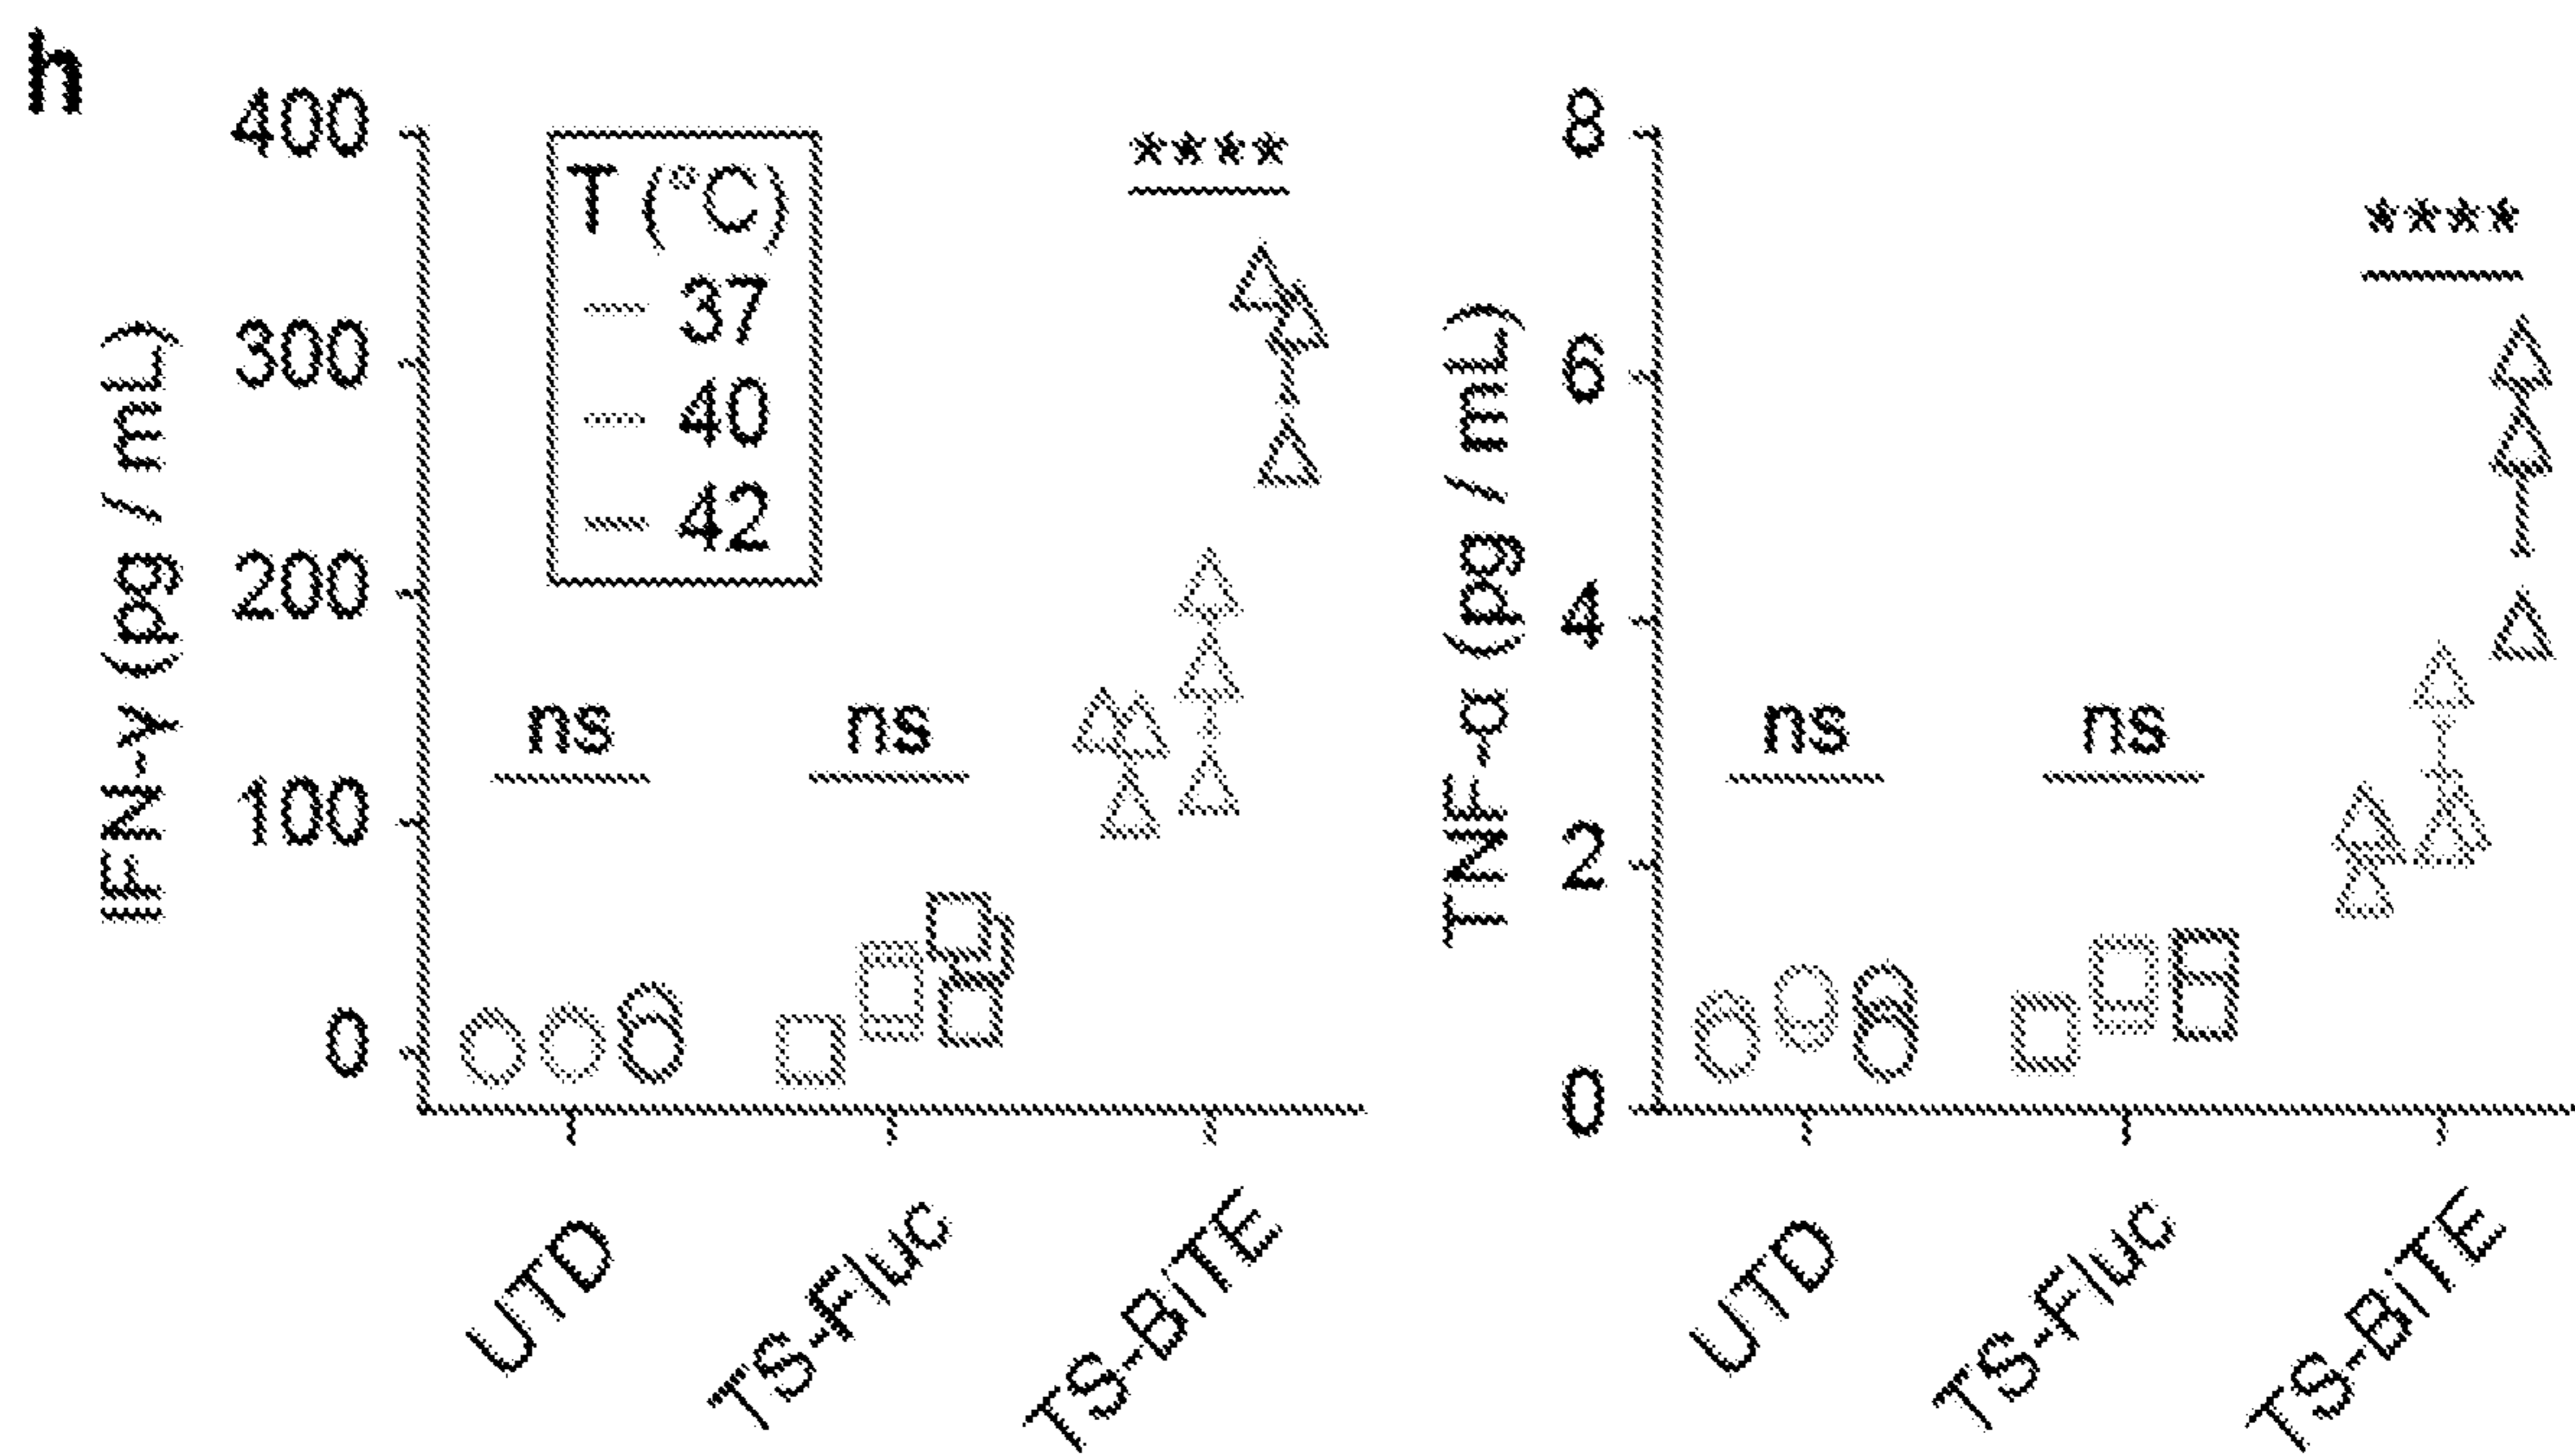 h
IFN-γ (pg / mL)
400
300
200
100
0
T (°C)
37
40
42
ns
ns
****
UTD
TS-Fluc
TS-BiTE
TNF-α (pg / mL)
8
6
4
2
0
ns
ns
****
UTD
TS-Fluc
TS-BiTE